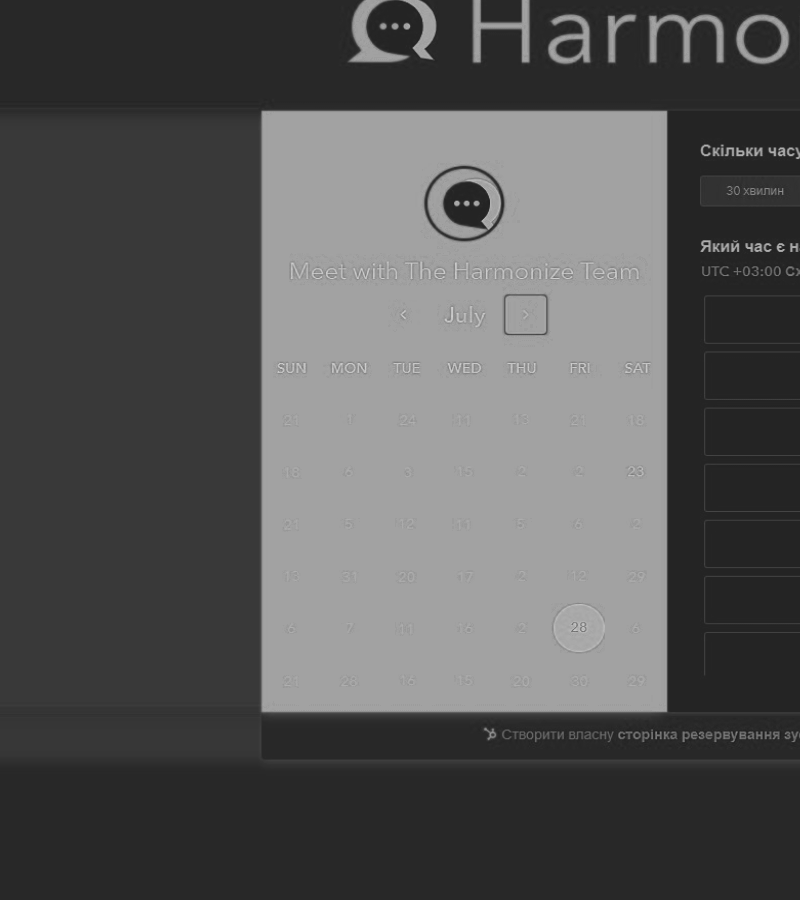 Harmo
Скільки часу
30 хвилин
Meet with The Harmonize Team
Який час є н
UTC +03:00 Сх
July
SUN MON TUE WED THU FRI SAT
21 1 24 11 13 21 18
16 6 3 15 2 2 23
21 5 12 11 5 6 2
13 31 20 17 2 12 29
6 7 11 16 2 28 6
21 28 16 15 20 30 29
Створити власну сторінка резервування зу